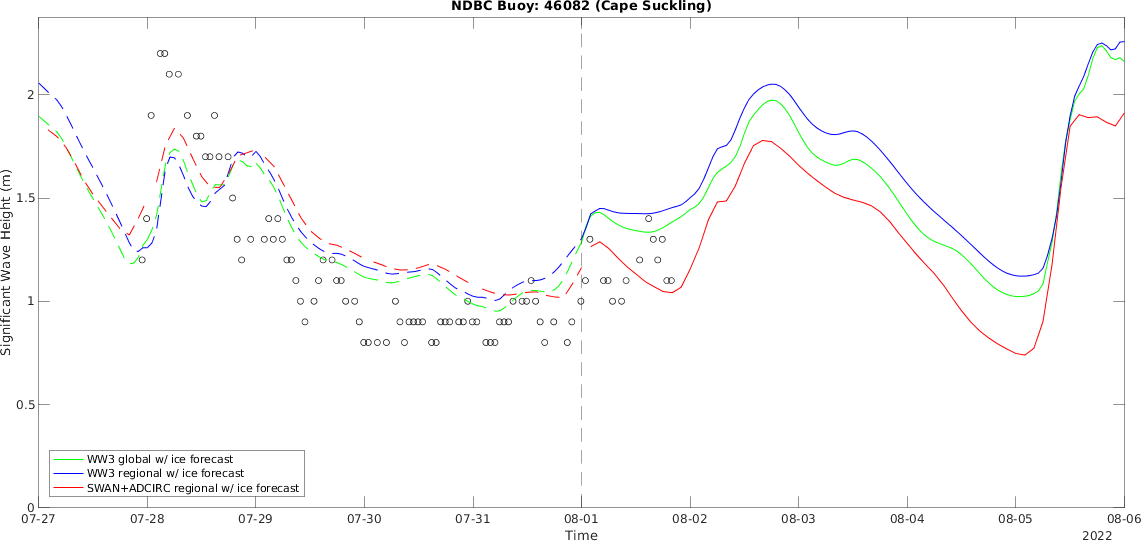 NDBC Buoy: 46082 (Cape Suckling)
Significant Wave Height (m)
2
1.5
1
0.5
0
WW3 global w/ ice forecast
WW3 regional w/ ice forecast
SWAN+ADCIRC regional w/ ice forecast
07-27 07-28 07-29 07-30 07-31 08-01 08-02 08-03 08-04 08-05 08-06
Time
2022